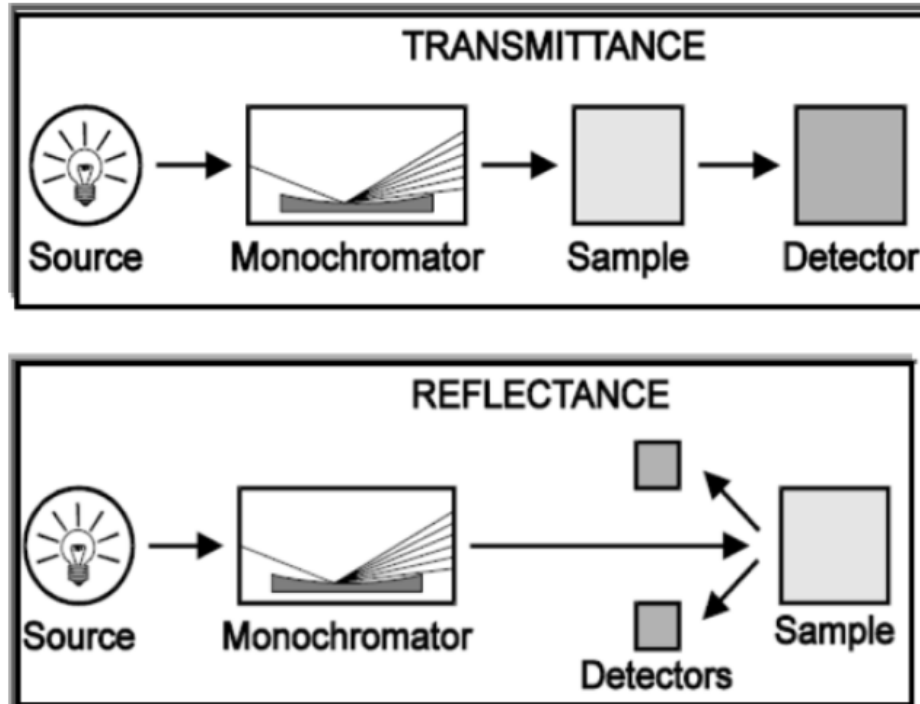 TRANSMITTANCE
Source
Monochromator
Sample
Detector
REFLECTANCE
Source
Monochromator
Detectors
Sample